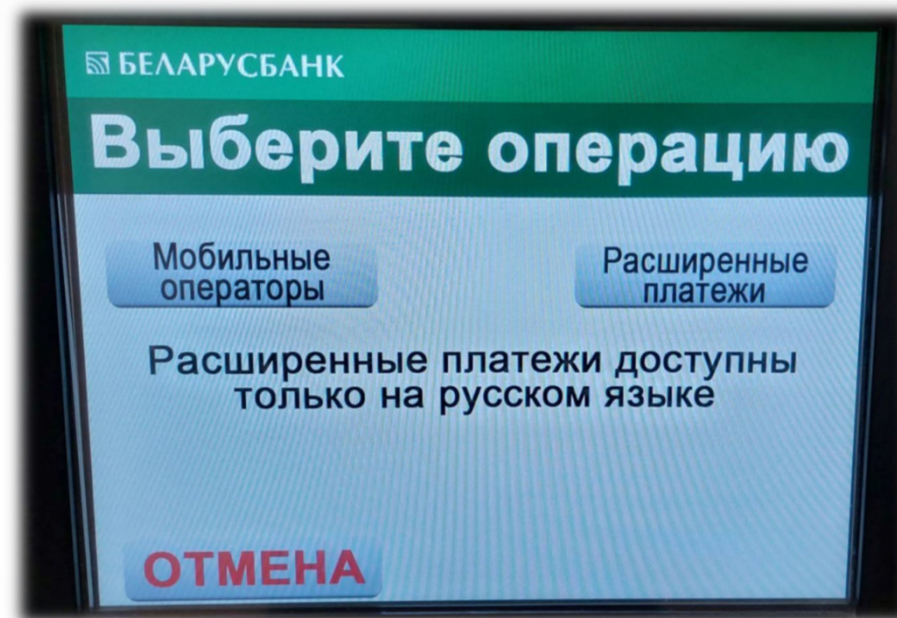 БЕЛАРУСБАНК
Выберите операцию
Мобильные
операторы
Расширенные
платежи
Расширенные платежи доступны
только на русском языке
ОТМЕНА